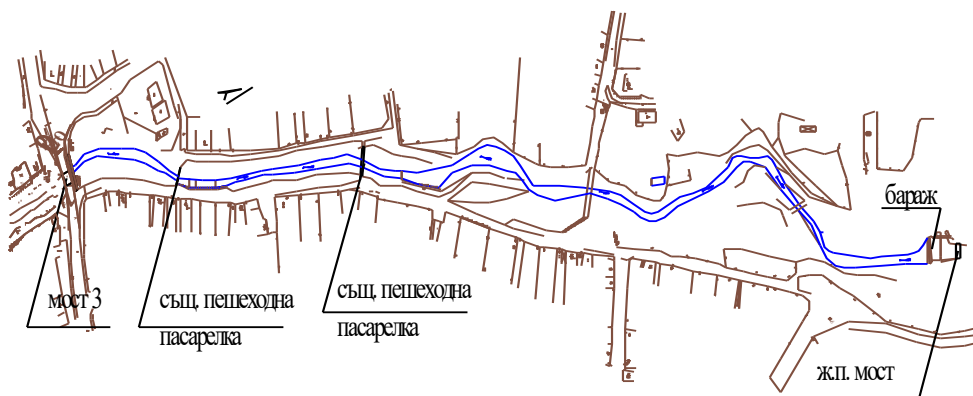 бараж
мост 3
същ. пешеходна
пасарелка
същ. пешеходна
пасарелка
ж.п. мост